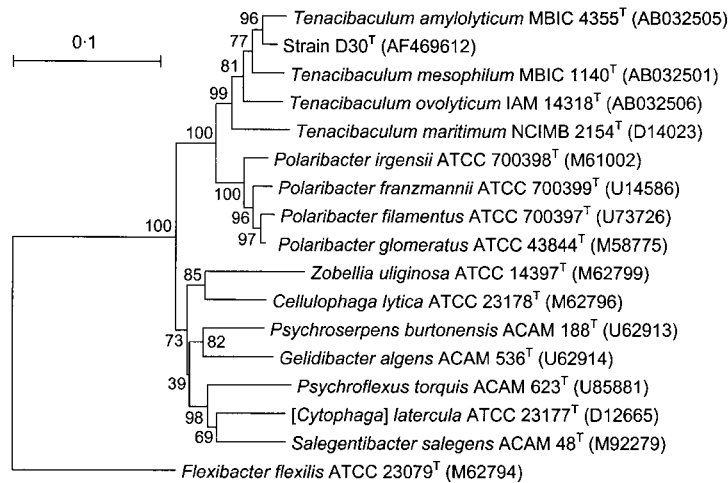 96 Tenacibaculum amylolyticum MBIC 4355T (AB032505)
0·1
77 Strain D30T (AF469612)
81 Tenacibaculum mesophilum MBIC 1140T (AB032501)
99 Tenacibaculum ovolyticum IAM 14318T (AB032506)
100 Tenacibaculum maritimum NCIMB 2154T (D14023)
Polaribacter irgensii ATCC 700398T (M61002)
100 Polaribacter franzmannii ATCC 700399T (U14586)
96 Polaribacter filamentus ATCC 700397T (U73726)
100 97 Polaribacter glomeratus ATCC 43844T (M58775)
85 Zobellia uliginosa ATCC 14397T (M62799)
Cellulophaga lytica ATCC 23178T (M62796)
73 82 Psychroserpens burtonensis ACAM 188T (U62913)
Gelidibacter algens ACAM 536T (U62914)
39 Psychroflexus torquis ACAM 623T (U85881)
98 [Cytophaga] latercula ATCC 23177T (D12665)
69 Salegentibacter salegens ACAM 48T (M92279)
Flexibacter flexilis ATCC 23079T (M62794)